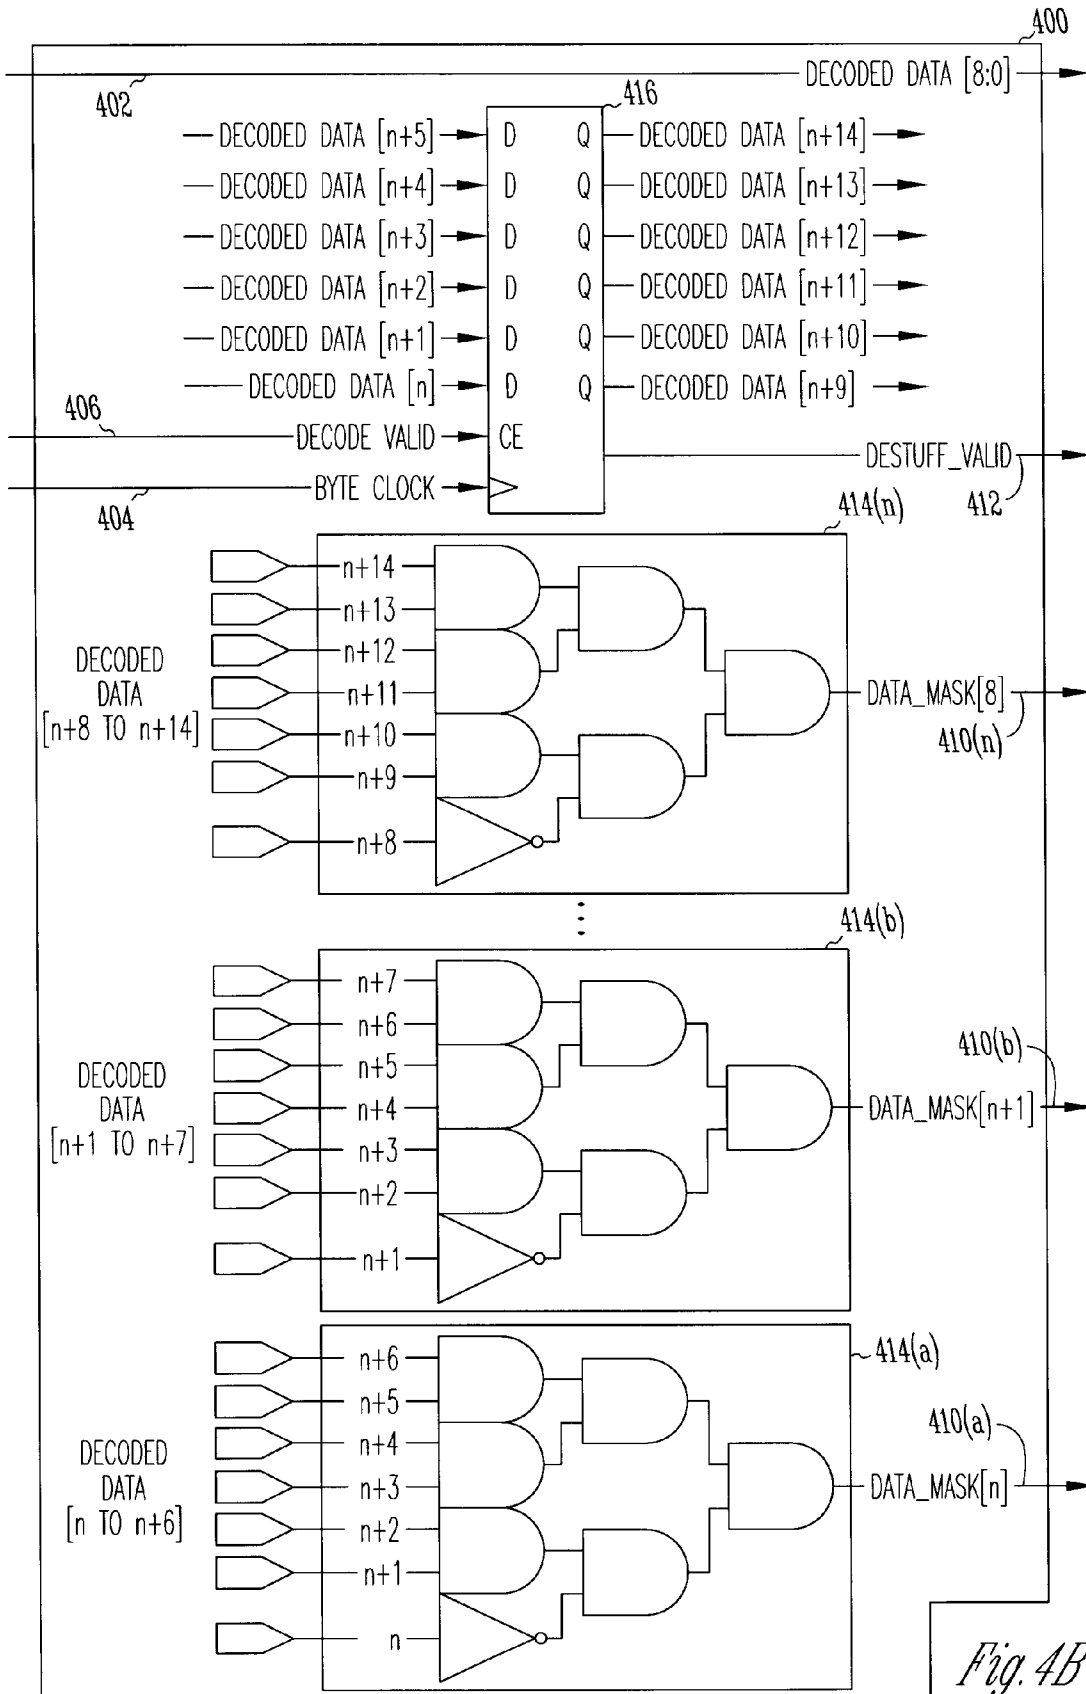 400
402
DECODED DATA [8:0]
416
DECODED DATA [n+5] D Q DECODED DATA [n+14]
DECODED DATA [n+4] D Q DECODED DATA [n+13]
DECODED DATA [n+3] D Q DECODED DATA [n+12]
DECODED DATA [n+2] D Q DECODED DATA [n+11]
DECODED DATA [n+1] D Q DECODED DATA [n+10]
DECODED DATA [n] D Q DECODED DATA [n+9]
406
DECODE VALID CE
DESTUFF_VALID
412
BYTE CLOCK
404
414(n)
DECODED
DATA
[n+8 TO n+14]
n+14
n+13
n+12
n+11
n+10
n+9
n+8
DATA_MASK[8]
410(n)
414(b)
DECODED
DATA
[n+1 TO n+7]
n+7
n+6
n+5
n+4
n+3
n+2
n+1
DATA_MASK[n+1]
410(b)
414(a)
DECODED
DATA
[n TO n+6]
n+6
n+5
n+4
n+3
n+2
n+1
n
DATA_MASK[n]
410(a)
Fig. 4B